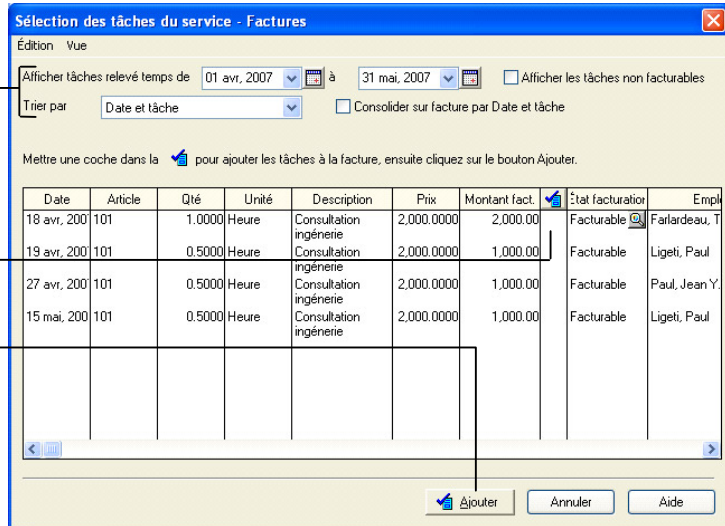 Sélection des tâches du service - Factures
Édition Vue
Afficher tâches relevé temps de 01 avr, 2007 à 31 mai, 2007 Afficher les tâches non facturables
Trier par Date et tâche Consolider sur facture par Date et tâche
Mettre une coche dans la pour ajouter les tâches à la facture, ensuite cliquez sur le bouton Ajouter.
Date Article Qté Unité Description Prix Montant fact. État facturation Empl
18 avr, 200 101 1.0000 Heure Consultation 2,000.0000 2,000.00 Facturable Farlardeau, T
ingénerie
19 avr, 200 101 0.5000 Heure Consultation 2,000.0000 1,000.00 Facturable Ligeti, Paul
ingénerie
27 avr, 200 101 0.5000 Heure Consultation 2,000.0000 1,000.00 Facturable Paul, Jean Y.
ingénerie
15 mai, 200 101 0.5000 Heure Consultation 2,000.0000 1,000.00 Facturable Ligeti, Paul
ingénerie
Ajouter Annuler Aide